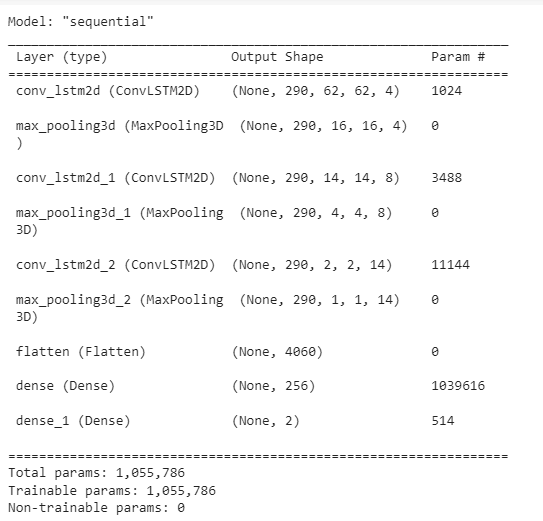 Model: "sequential"
_________________________________________________________________
Layer (type) Output Shape Param #
=================================================================
conv_lstm2d (ConvLSTM2D) (None, 290, 62, 62, 4) 1024
max_pooling3d (MaxPooling3D (None, 290, 16, 16, 4) 0
)
conv_lstm2d_1 (ConvLSTM2D) (None, 290, 14, 14, 8) 3488
max_pooling3d_1 (MaxPooling (None, 290, 4, 4, 8) 0
3D)
conv_lstm2d_2 (ConvLSTM2D) (None, 290, 2, 2, 14) 11144
max_pooling3d_2 (MaxPooling (None, 290, 1, 1, 14) 0
3D)
flatten (Flatten) (None, 4060) 0
dense (Dense) (None, 256) 1039616
dense_1 (Dense) (None, 2) 514
=================================================================
Total params: 1,055,786
Trainable params: 1,055,786
Non-trainable params: 0